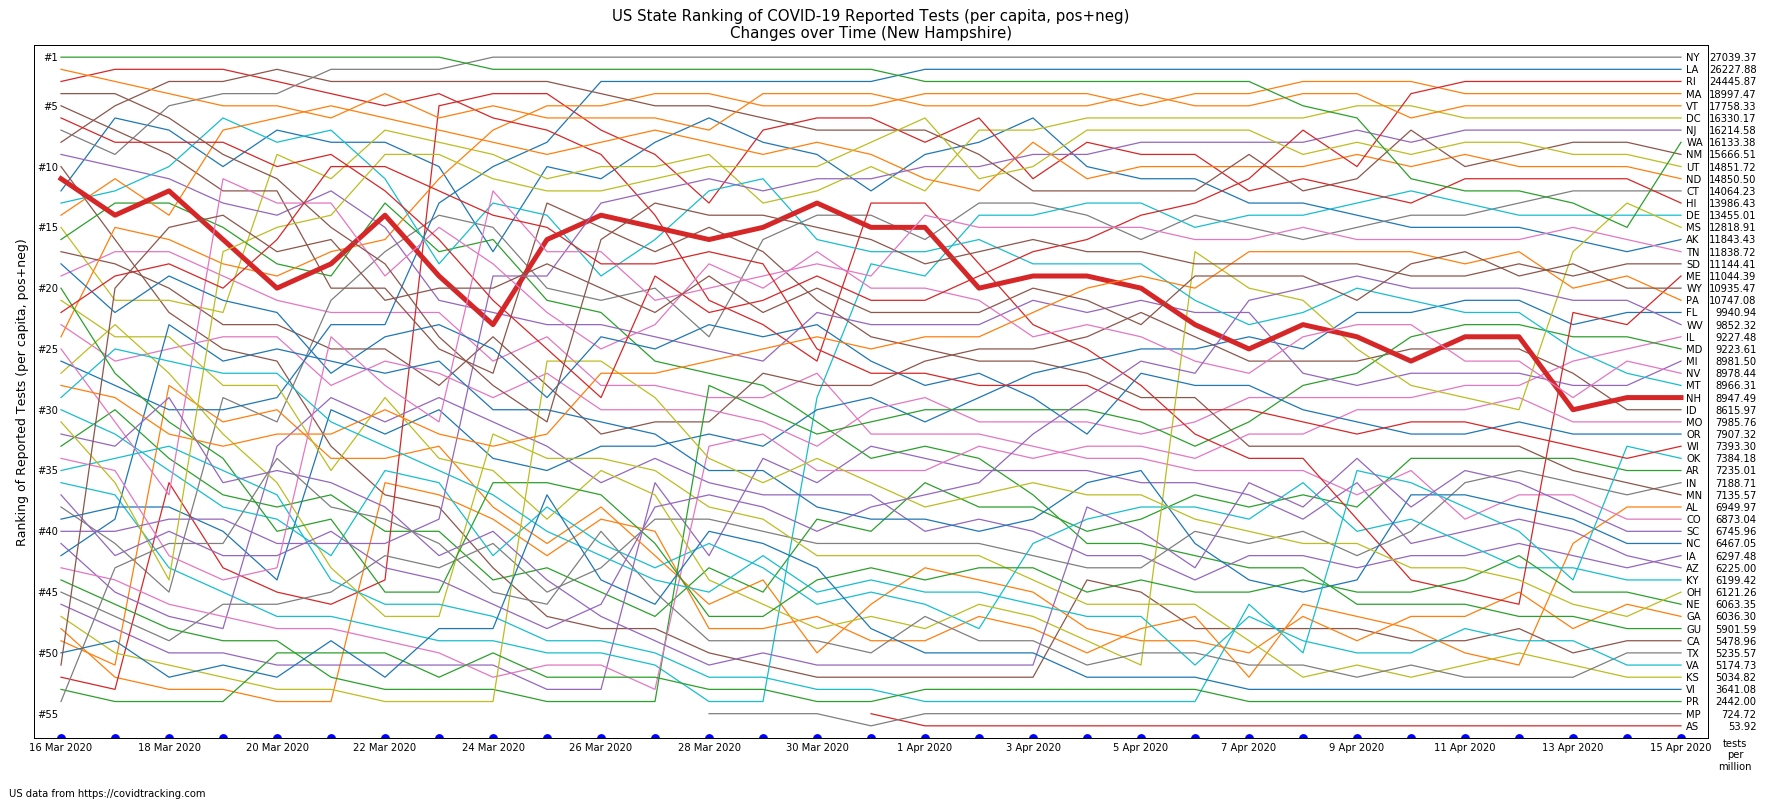 US State Ranking of COVID-19 Reported Tests (per capita, pos+neg)
Changes over Time (New Hampshire)
Ranking of Reported Tests (per capita, pos+neg)
#1
#5
#10
#15
#20
#25
#30
#35
#40
#45
#50
#55
NY 27039.37
LA 26227.88
RI 24445.87
MA 18997.47
VT 17758.33
DC 16330.17
NJ 16214.58
WA 16133.38
NM 15666.51
UT 14851.72
ND 14850.50
CT 14064.23
HI 13986.43
DE 13455.01
MS 12818.91
AK 11843.43
TN 11838.72
SD 11144.41
ME 11044.39
WY 10935.47
PA 10747.08
FL 9940.94
WV 9852.32
IL 9227.48
MD 9223.61
MI 8981.50
NV 8978.44
MT 8966.31
NH 8947.49
ID 8615.97
MO 7985.76
OR 7907.32
WI 7393.30
OK 7384.18
AR 7235.01
IN 7188.71
MN 7135.57
AL 6949.97
CO 6873.04
SC 6745.96
NC 6467.05
IA 6297.48
AZ 6225.00
KY 6199.42
OH 6121.26
NE 6063.35
GA 6036.30
GU 5901.59
CA 5478.96
TX 5235.57
VA 5174.73
KS 5034.82
VI 3641.08
PR 2442.00
MP 724.72
AS 53.92
16 Mar 2020
18 Mar 2020
20 Mar 2020
22 Mar 2020
24 Mar 2020
26 Mar 2020
28 Mar 2020
30 Mar 2020
1 Apr 2020
3 Apr 2020
5 Apr 2020
7 Apr 2020
9 Apr 2020
11 Apr 2020
13 Apr 2020
15 Apr 2020
tests
per
million
US data from https://covidtracking.com